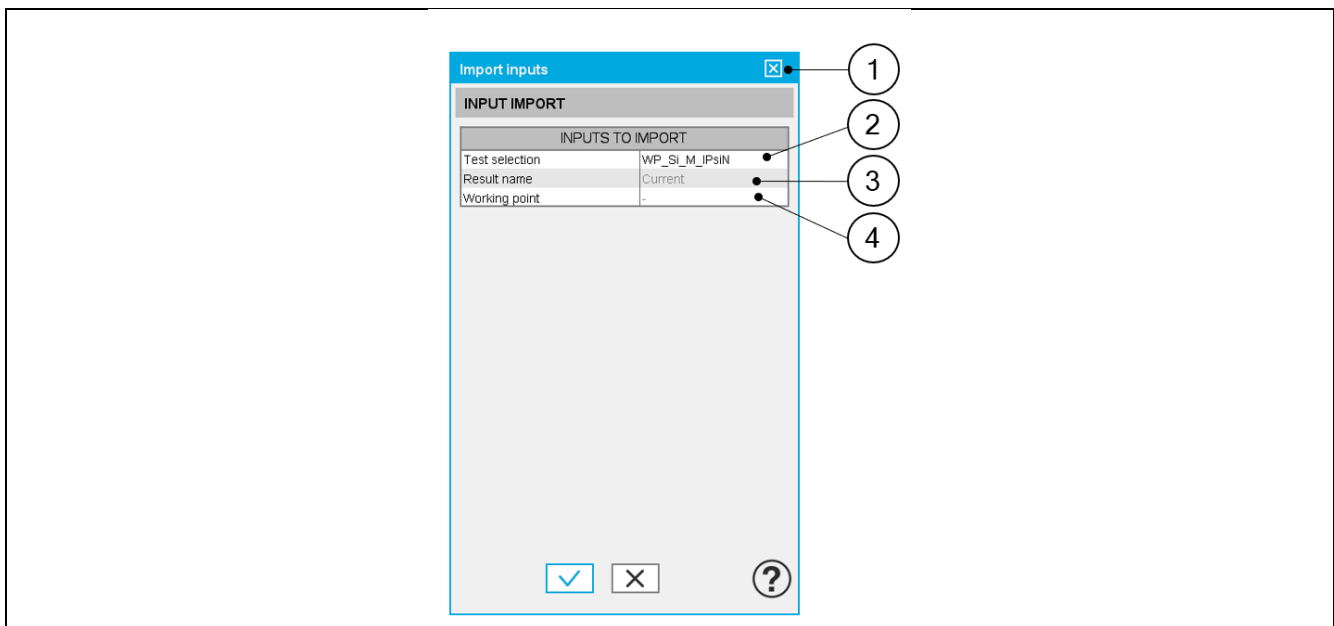 Import inputs
1
INPUT IMPORT
2
INPUTS TO IMPORT
Test selection WP_Si_M_IPsiN
Result name Current
3
Working point -
4
?